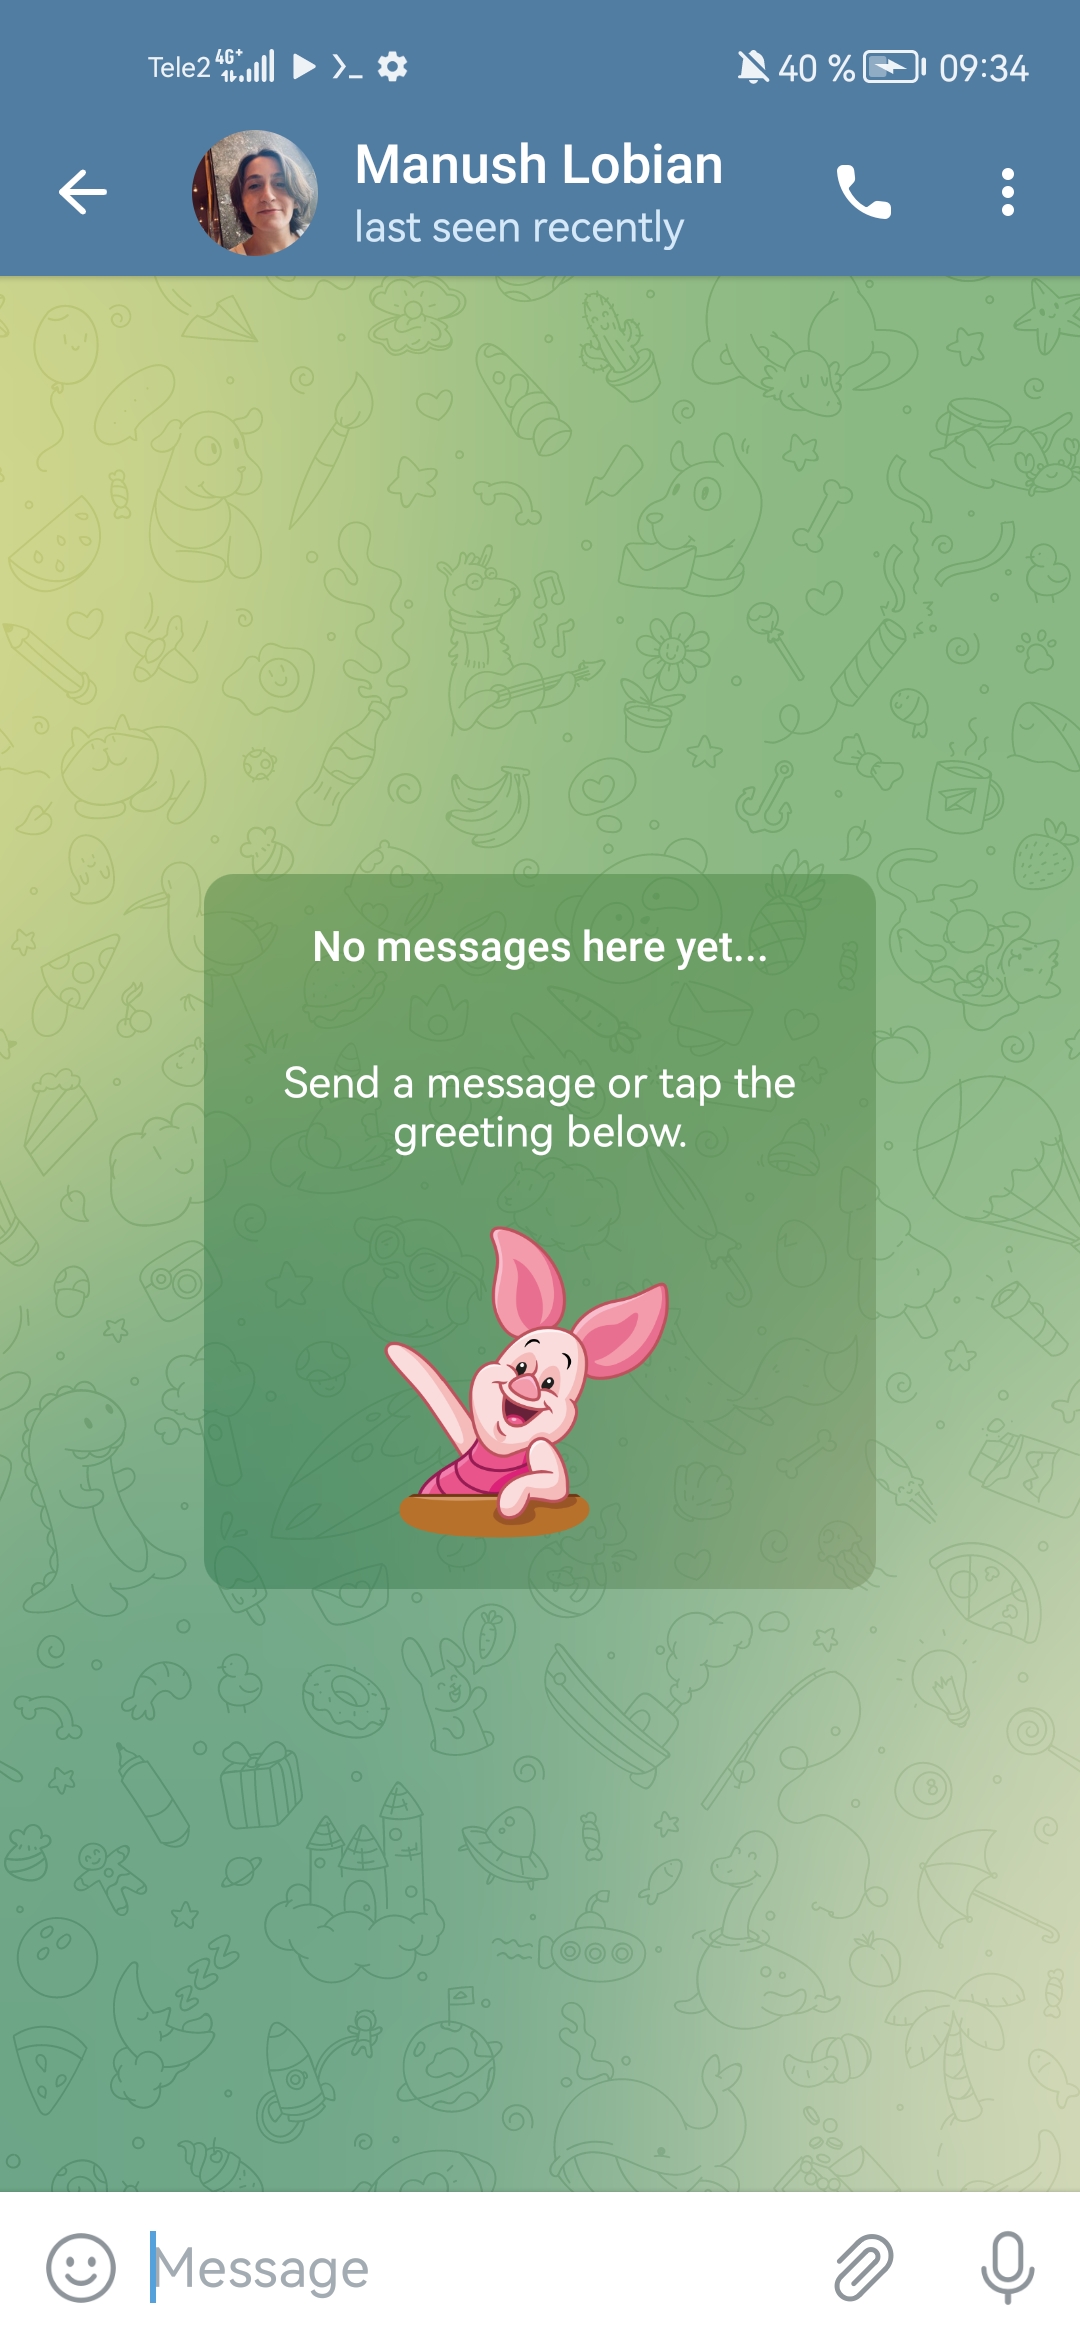 Tele2 4G+ 40 % 09:34
Manush Lobian
last seen recently
No messages here yet...
Send a message or tap the
greeting below.
Message